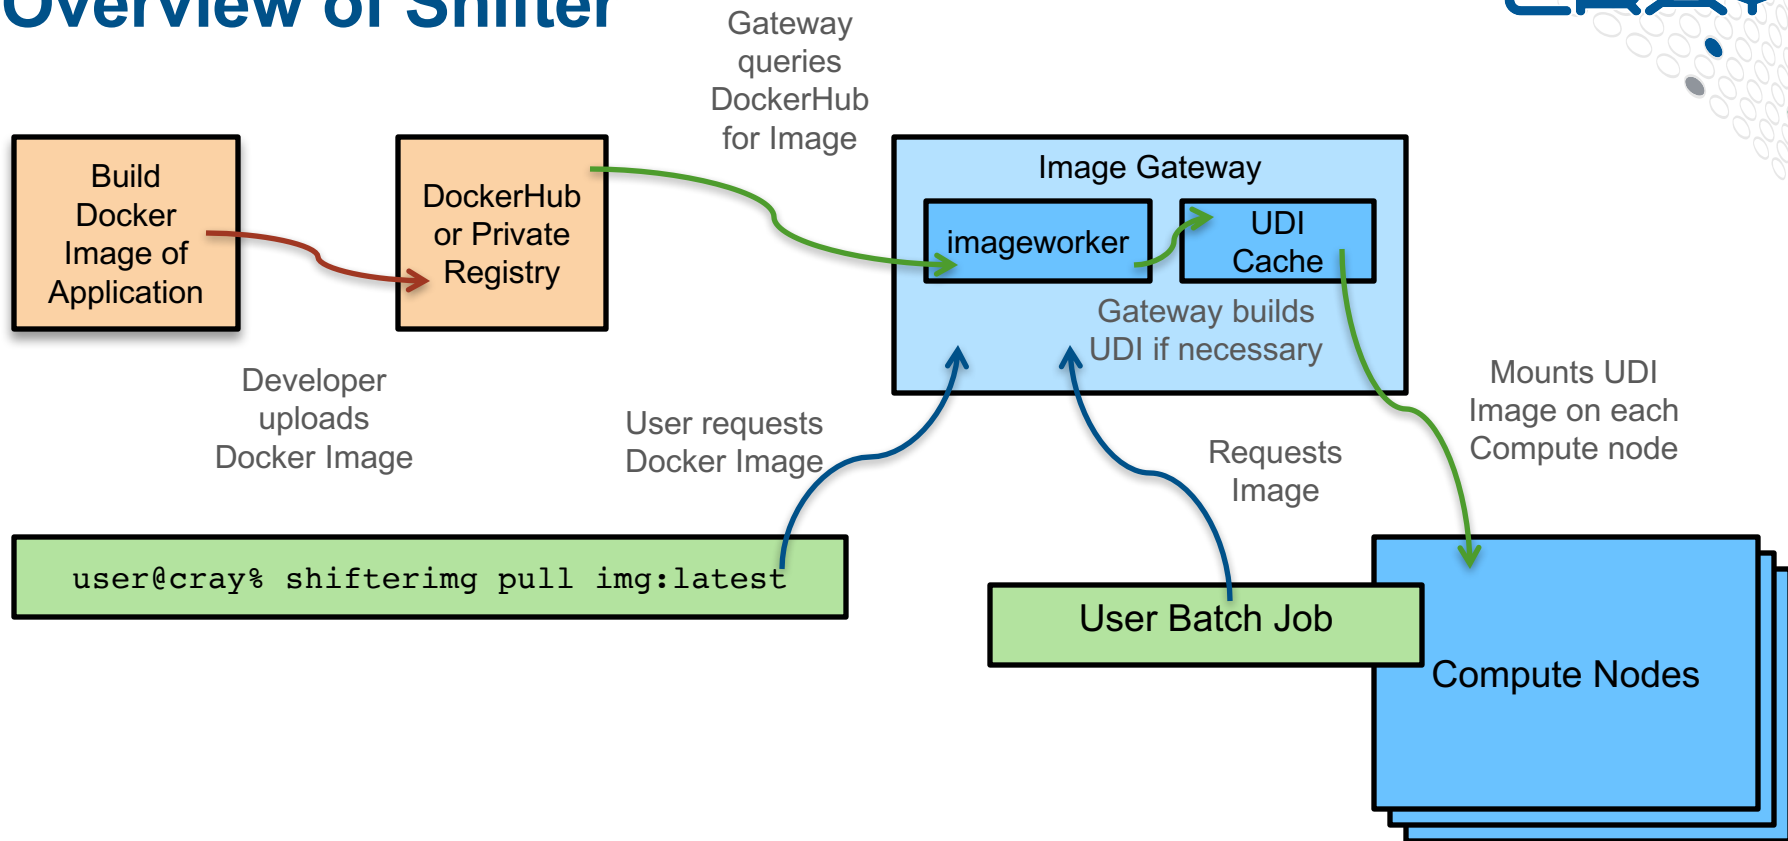 Overview of Shifter
Gateway
queries
DockerHub
for Image
Build
Docker
Image of
Application
DockerHub
or Private
Registry
Image Gateway
imageworker
UDI
Cache
Gateway builds
UDI if necessary
Developer
uploads
Docker Image
User requests
Docker Image
Requests
Image
Mounts UDI
Image on each
Compute node
user@cray% shifterimg pull img:latest
User Batch Job
Compute Nodes